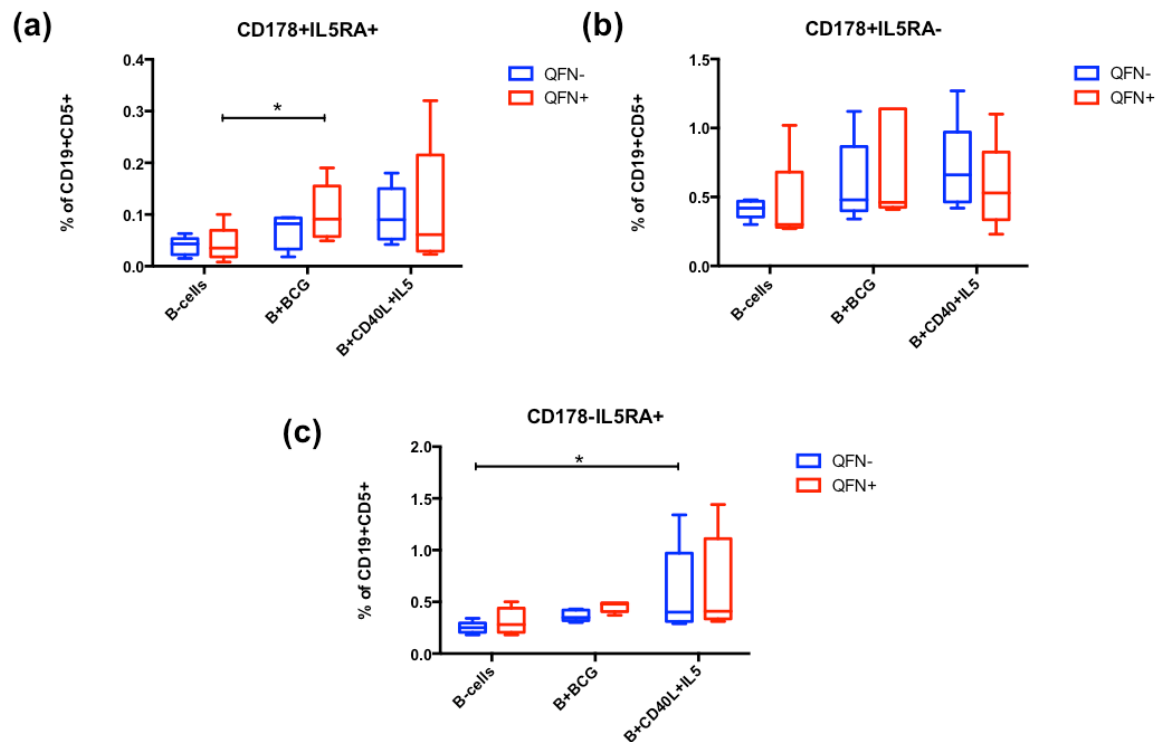 (a)
CD178+IL5RA+
% of CD19+CD5+
0.4
0.3
0.2
0.1
0.0
*
B-cells
B+BCG
B+CD40L+IL5
QFN-
QFN+
(b)
CD178+IL5RA-
% of CD19+CD5+
1.5
1.0
0.5
0.0
B-cells
B+BCG
B+CD40+IL5
QFN-
QFN+
(c)
CD178-IL5RA+
% of CD19+CD5+
2.0
1.5
1.0
0.5
0.0
*
B-cells
B+BCG
B+CD40L+IL5
QFN-
QFN+